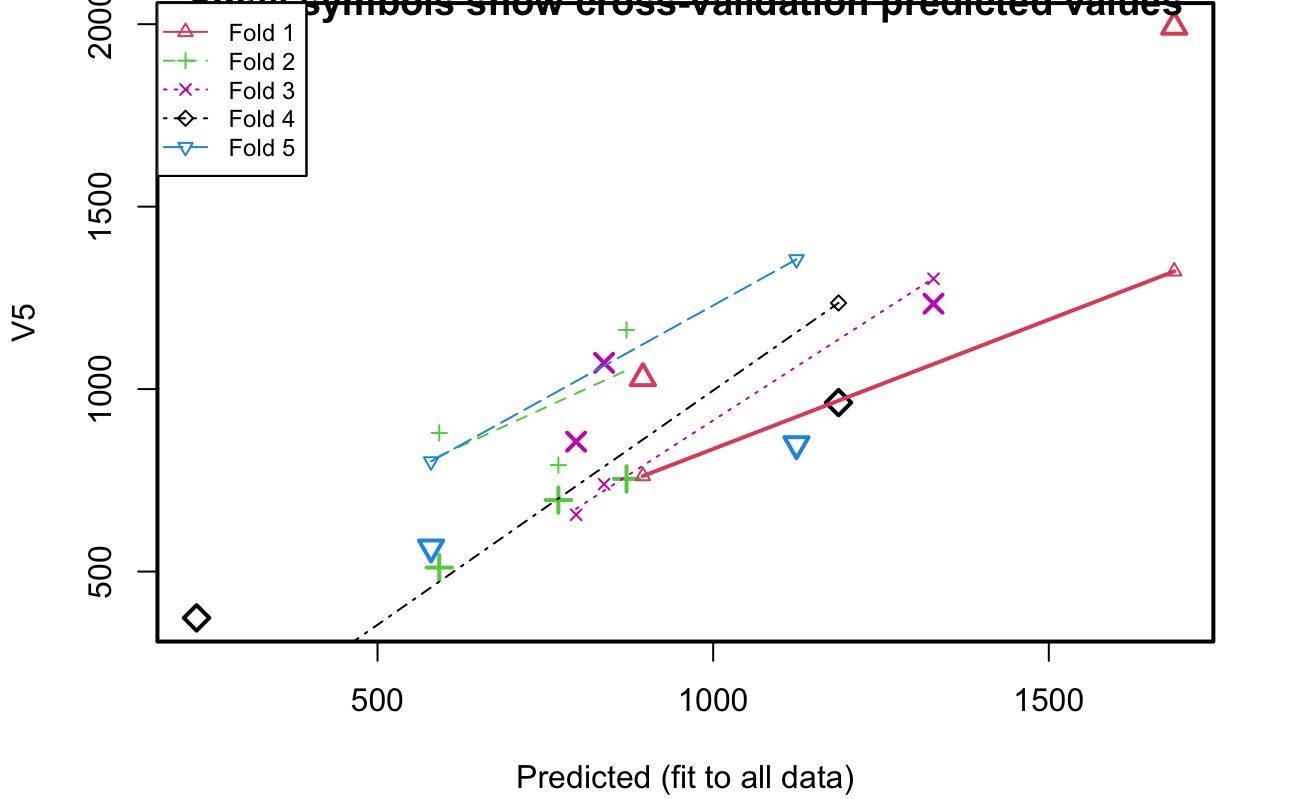 symbols show cross-validation predicted values
Fold 1
Fold 2
Fold 3
Fold 4
Fold 5
2000
1500
1000
500
V5
500 1000 1500
Predicted (fit to all data)